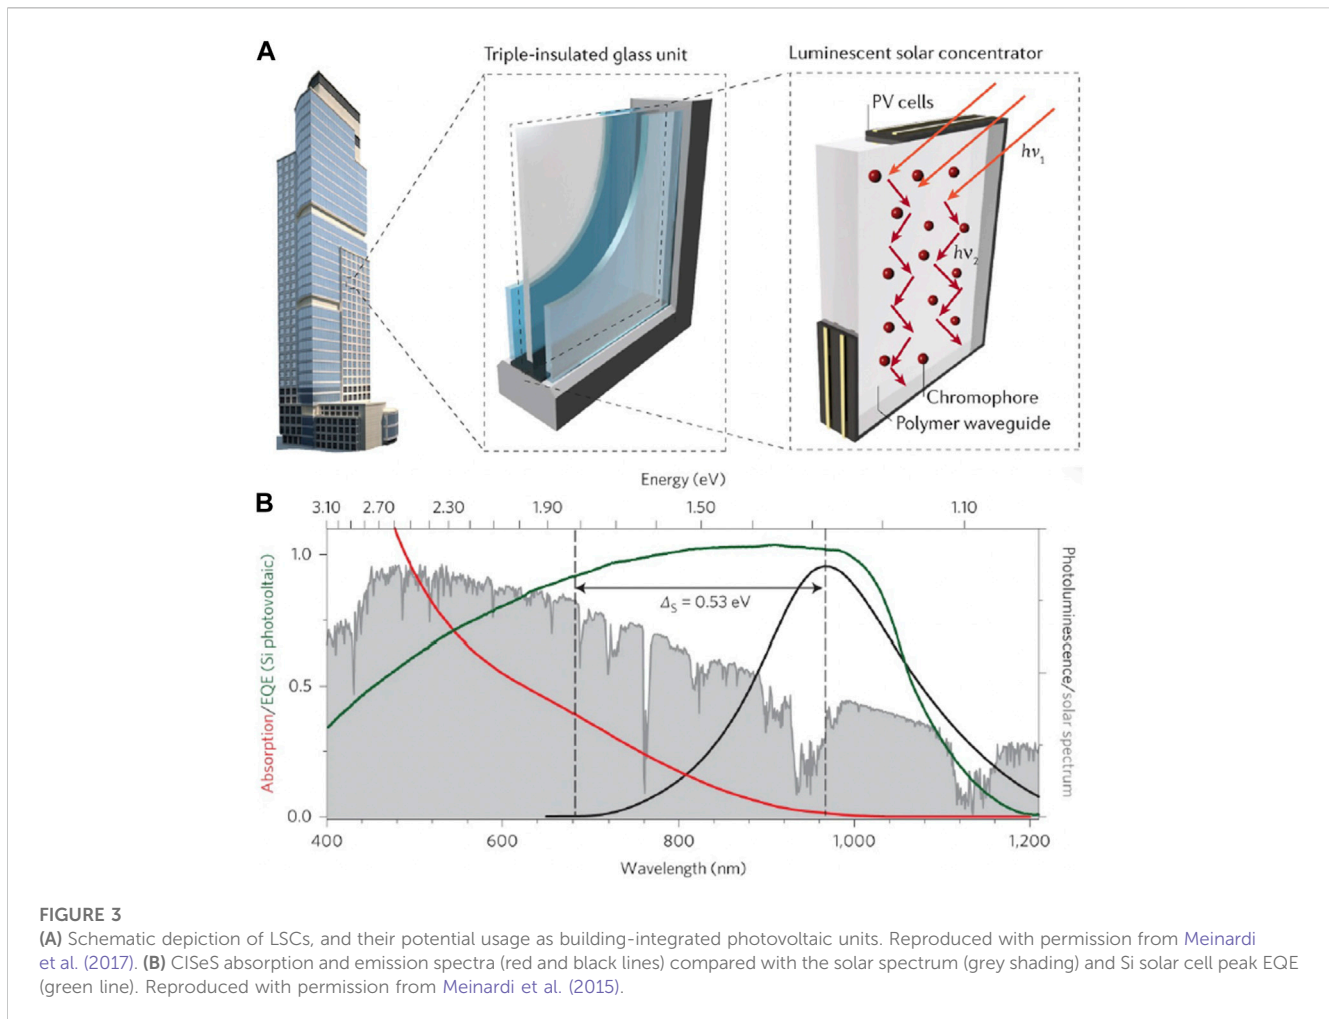 A
Triple-insulated glass unit
Luminescent solar concentrator
PV cells
hν₁
hν₂
Chromophore
Polymer waveguide
B
Energy (eV)
3.10 2.70 2.30 1.90 1.50 1.10
Absorption/EQE (Si photovoltaic)
1.0
0.5
0.0
ΔS = 0.53 eV
Photoluminescence/solar spectrum
400 600 800 1,000 1,200
Wavelength (nm)
FIGURE 3
(A) Schematic depiction of LSCs, and their potential usage as building-integrated photovoltaic units. Reproduced with permission from Meinardi
et al. (2017). (B) CISeS absorption and emission spectra (red and black lines) compared with the solar spectrum (grey shading) and Si solar cell peak EQE
(green line). Reproduced with permission from Meinardi et al. (2015).